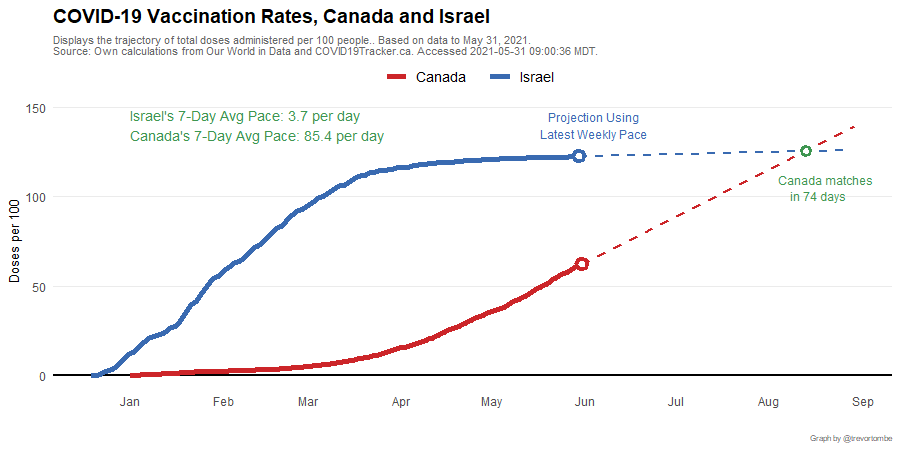 COVID-19 Vaccination Rates, Canada and Israel
Displays the trajectory of total doses administered per 100 people.. Based on data to May 31, 2021.
Source: Own calculations from Our World in Data and COVID19Tracker.ca. Accessed 2021-05-31 09:00:36 MDT.
Canada Israel
150
Israel's 7-Day Avg Pace: 3.7 per day
Canada's 7-Day Avg Pace: 85.4 per day
Projection Using
Latest Weekly Pace
Canada matches
in 74 days
100
50
0
Doses per 100
Jan Feb Mar Apr May Jun Jul Aug Sep
Graph by @trevortombe